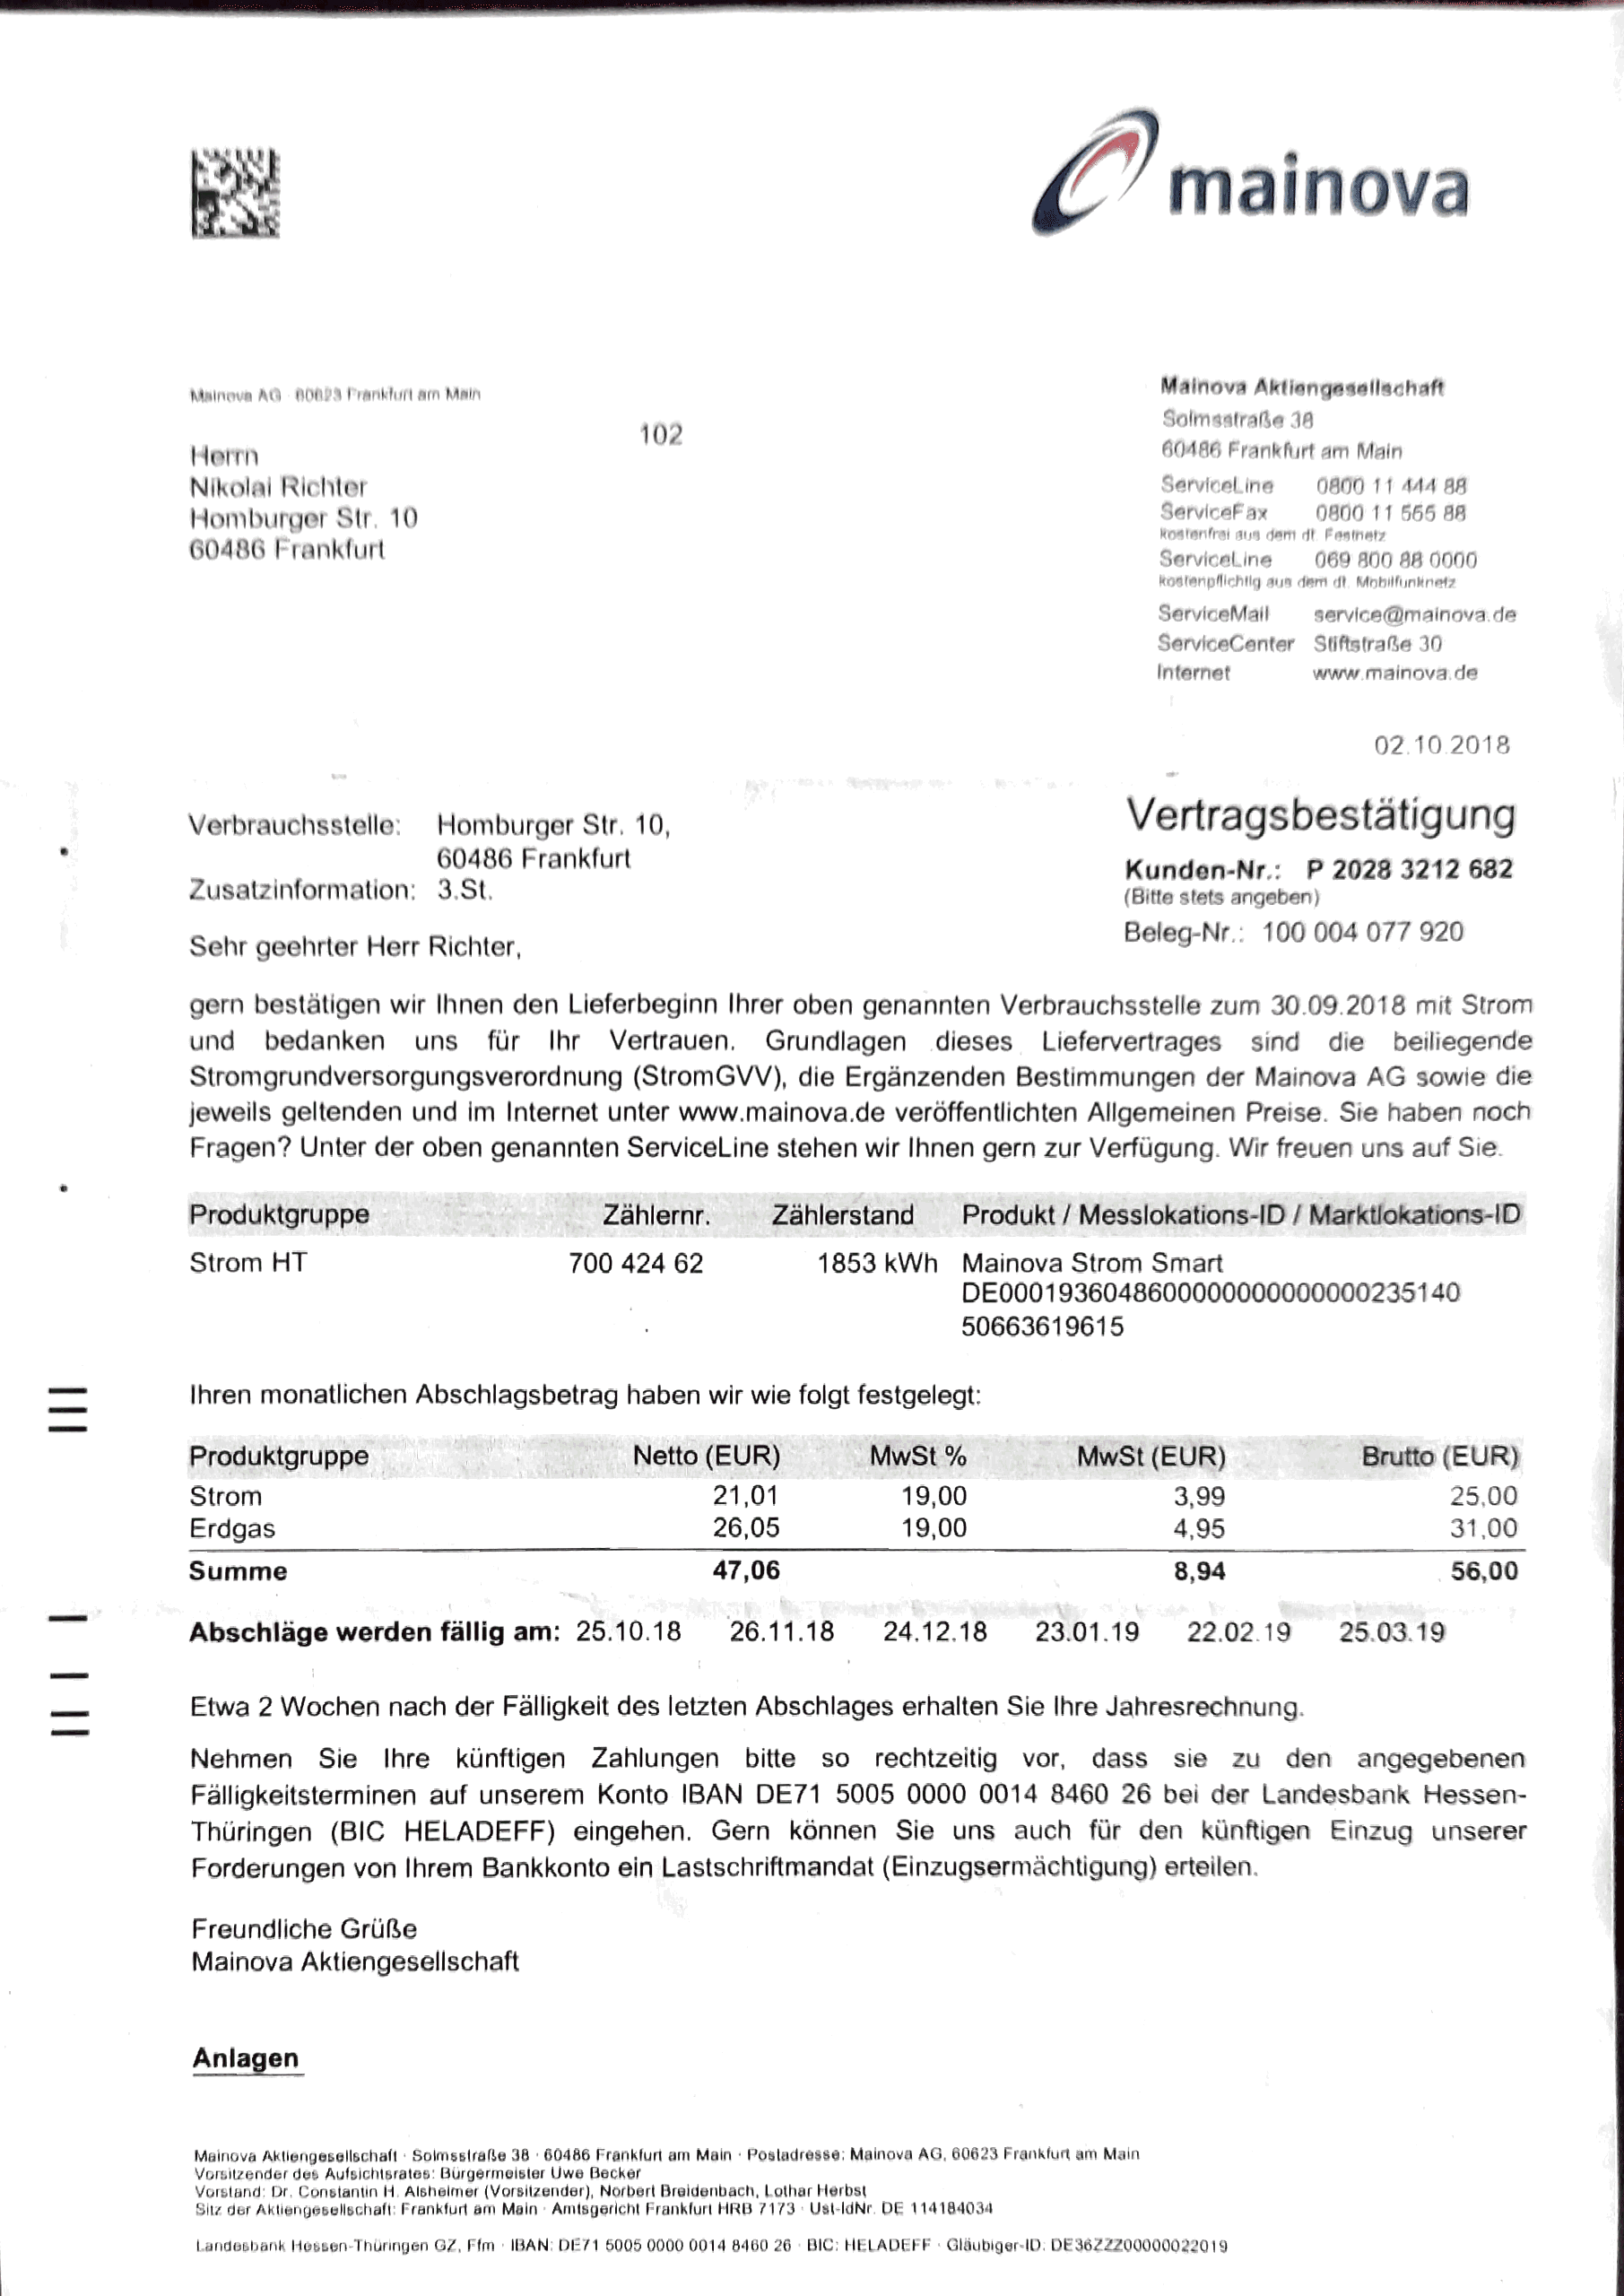 mainova
Mainova AG · 60623 Frankfurt am Main
102
Herrn
Nikolai Richter
Homburger Str. 10
60486 Frankfurt
Mainova Aktiengesellschaft
Solmsstraße 38
60486 Frankfurt am Main
ServiceLine 0800 11 444 88
ServiceFax 0800 11 555 88
kostenfrei aus dem dt. Festnetz
ServiceLine 069 800 88 0000
kostenpflichtig aus dem dt. Mobilfunknetz
ServiceMail service@mainova.de
ServiceCenter Stiftstraße 30
Internet www.mainova.de
02.10.2018
Verbrauchsstelle: Homburger Str. 10,
60486 Frankfurt
Zusatzinformation: 3.St.
Vertragsbestätigung
Kunden-Nr.: P 2028 3212 682
(Bitte stets angeben)
Beleg-Nr.: 100 004 077 920
Sehr geehrter Herr Richter,
gern bestätigen wir Ihnen den Lieferbeginn Ihrer oben genannten Verbrauchsstelle zum 30.09.2018 mit Strom
und bedanken uns für Ihr Vertrauen. Grundlagen dieses Liefervertrages sind die beiliegende
Stromgrundversorgungsverordnung (StromGVV), die Ergänzenden Bestimmungen der Mainova AG sowie die
jeweils geltenden und im Internet unter www.mainova.de veröffentlichten Allgemeinen Preise. Sie haben noch
Fragen? Unter der oben genannten ServiceLine stehen wir Ihnen gern zur Verfügung. Wir freuen uns auf Sie.
Produktgruppe Zählernr. Zählerstand Produkt / Messlokations-ID / Marktlokations-ID
Strom HT 700 424 62 1853 kWh Mainova Strom Smart
DE0001936048600000000000000235140
50663619615
Ihren monatlichen Abschlagsbetrag haben wir wie folgt festgelegt:
Produktgruppe Netto (EUR) MwSt % MwSt (EUR) Brutto (EUR)
Strom 21,01 19,00 3,99 25,00
Erdgas 26,05 19,00 4,95 31,00
Summe 47,06 8,94 56,00
Abschläge werden fällig am: 25.10.18 26.11.18 24.12.18 23.01.19 22.02.19 25.03.19
Etwa 2 Wochen nach der Fälligkeit des letzten Abschlages erhalten Sie Ihre Jahresrechnung.
Nehmen Sie Ihre künftigen Zahlungen bitte so rechtzeitig vor, dass sie zu den angegebenen
Fälligkeitsterminen auf unserem Konto IBAN DE71 5005 0000 0014 8460 26 bei der Landesbank Hessen-
Thüringen (BIC HELADEFF) eingehen. Gern können Sie uns auch für den künftigen Einzug unserer
Forderungen von Ihrem Bankkonto ein Lastschriftmandat (Einzugsermächtigung) erteilen.
Freundliche Grüße
Mainova Aktiengesellschaft
Anlagen
Mainova Aktiengesellschaft · Solmsstraße 38 · 60486 Frankfurt am Main · Postadresse: Mainova AG, 60623 Frankfurt am Main
Vorsitzender des Aufsichtsrates: Bürgermeister Uwe Becker
Vorstand: Dr. Constantin H. Alsheimer (Vorsitzender), Norbert Breidenbach, Lothar Herbst
Sitz der Aktiengesellschaft: Frankfurt am Main · Amtsgericht Frankfurt HRB 7173 · Ust-IdNr. DE 114184034
Landesbank Hessen-Thüringen GZ, Ffm · IBAN: DE71 5005 0000 0014 8460 26 · BIC: HELADEFF · Gläubiger-ID: DE36ZZZ00000022019